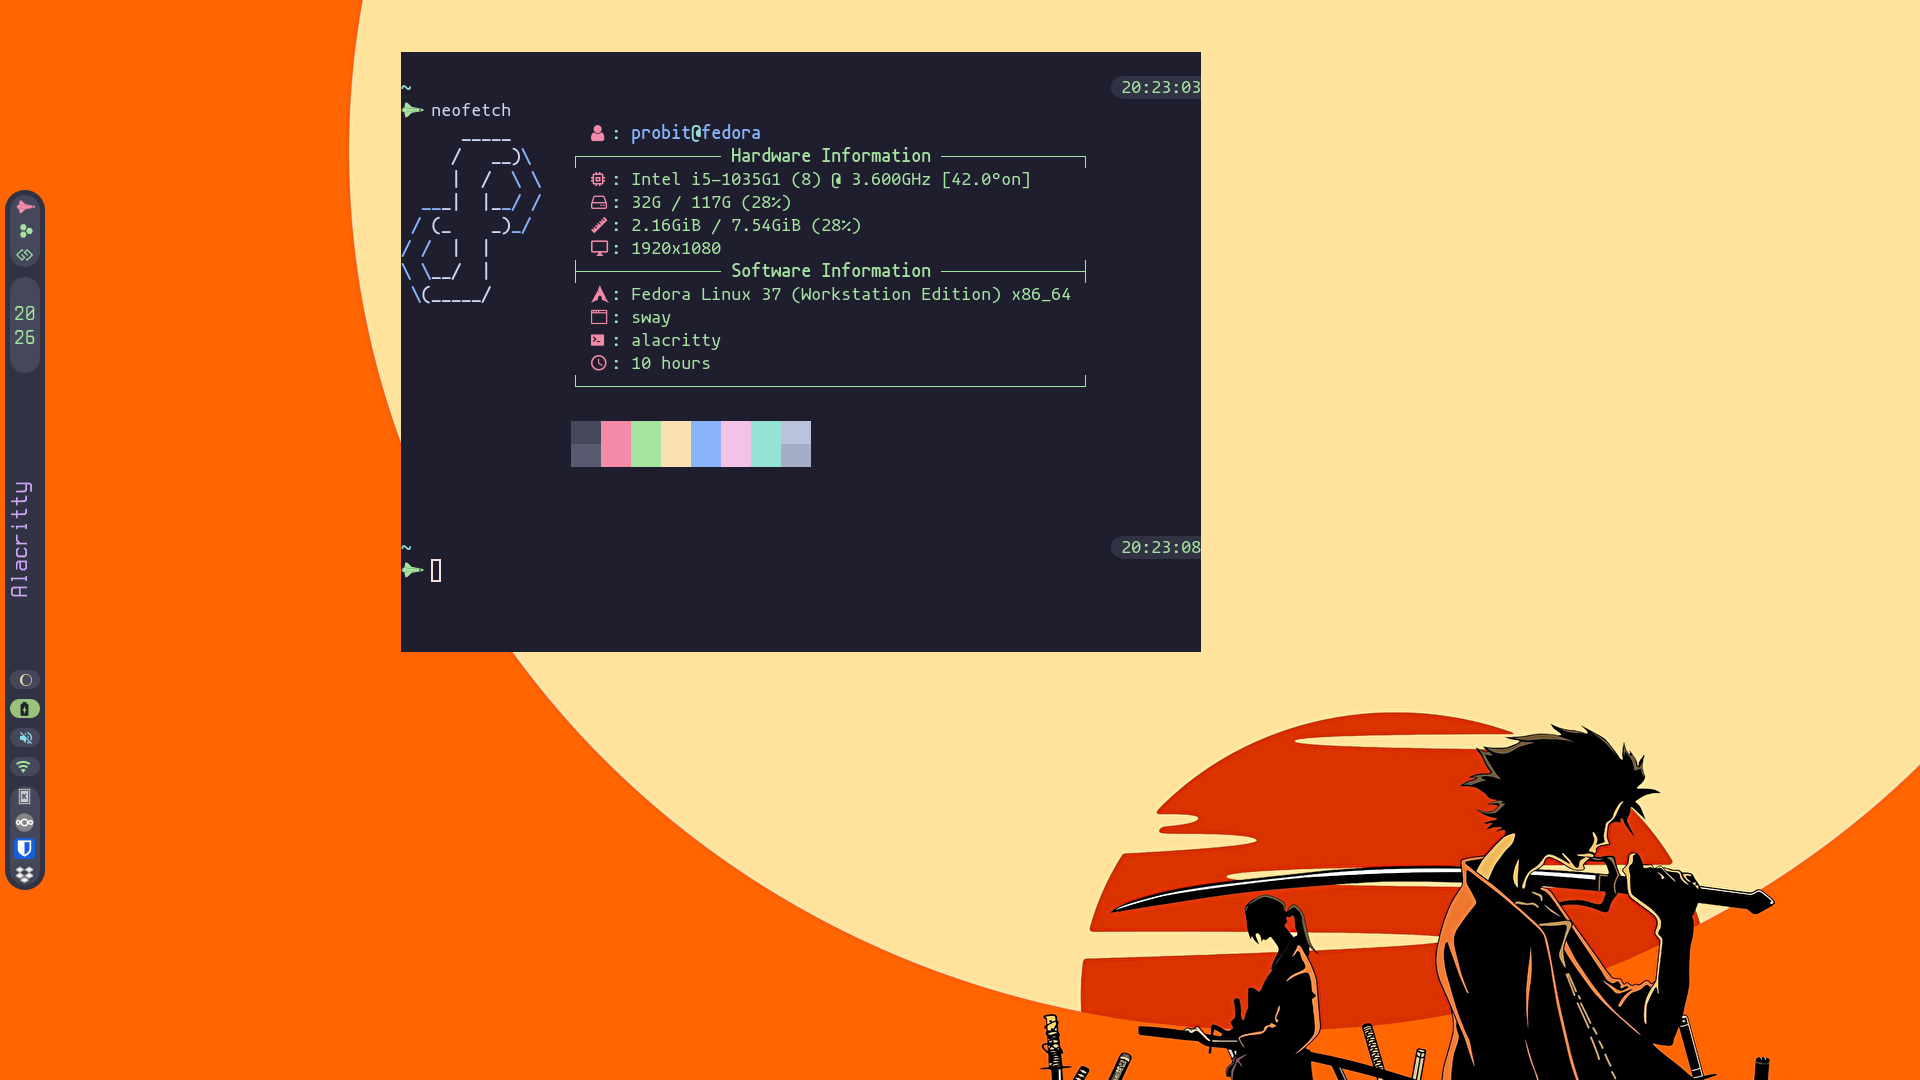 ~
20:23:03
neofetch
: probit@fedora
Hardware Information
: Intel i5-1035G1 (8) @ 3.600GHz [42.0°on]
: 32G / 117G (28%)
: 2.16GiB / 7.54GiB (28%)
: 1920x1080
Software Information
: Fedora Linux 37 (Workstation Edition) x86_64
: sway
: alacritty
: 10 hours
~
20:23:08
20
26
Alacritty